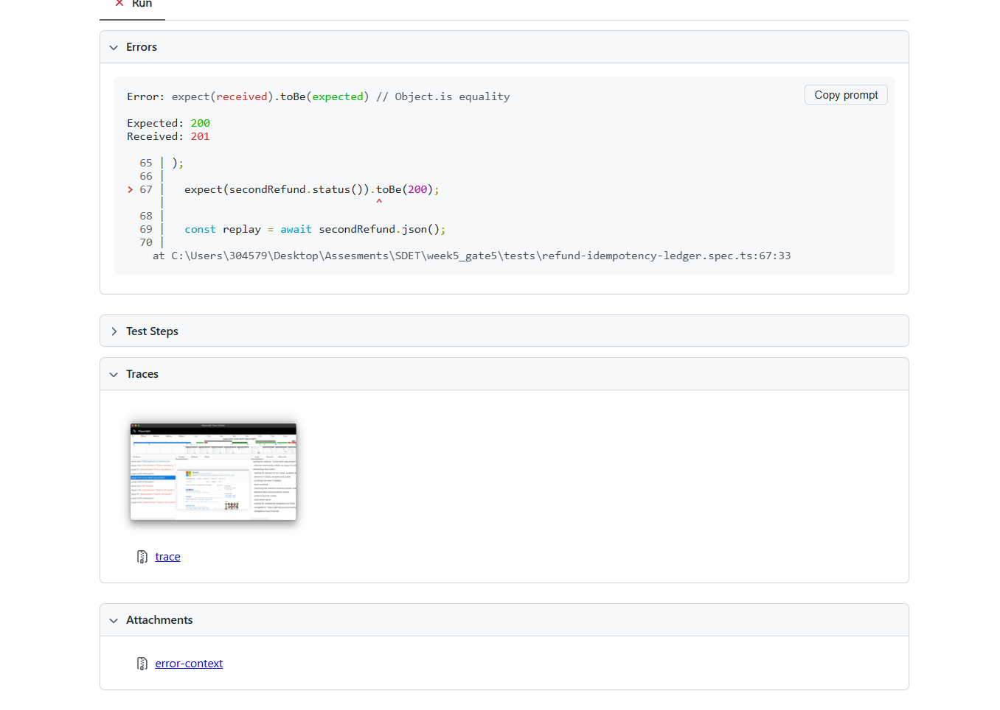 Run
Errors
Error: expect(received).toBe(expected) // Object.is equality
Copy prompt
Expected: 200
Received: 201
65 | );
66 |
> 67 |   expect(secondRefund.status()).toBe(200);
|                                 ^
68 |
69 |   const replay = await secondRefund.json();
70 |
at C:\Users\304579\Desktop\Assesments\SDET\week5_gate5\tests\refund-idempotency-ledger.spec.ts:67:33
Test Steps
Traces
trace
Attachments
error-context